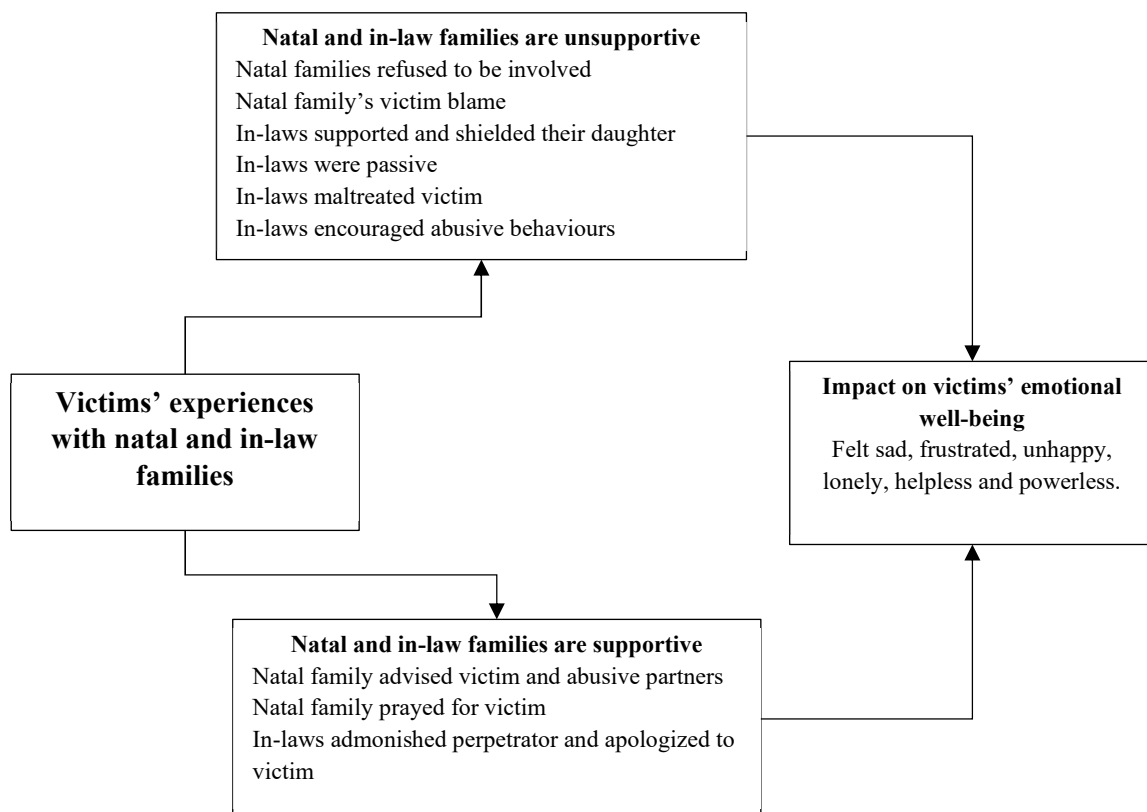 Natal and in-law families are unsupportive
Natal families refused to be involved
Natal family’s victim blame
In-laws supported and shielded their daughter
In-laws were passive
In-laws maltreated victim
In-laws encouraged abusive behaviours
Victims’ experiences
with natal and in-law
families
Impact on victims’ emotional
well-being
Felt sad, frustrated, unhappy,
lonely, helpless and powerless.
Natal and in-law families are supportive
Natal family advised victim and abusive partners
Natal family prayed for victim
In-laws admonished perpetrator and apologized to
victim